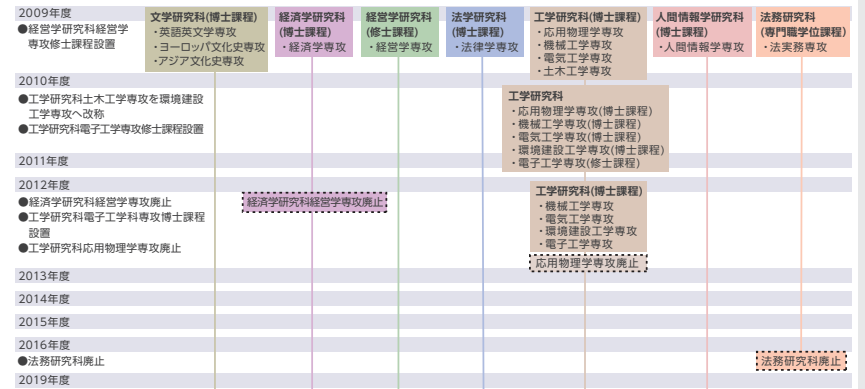 2009年度
●経営学研究科経営学
専攻修士課程設置
文学研究科(博士課程)
・英語英文学専攻
・ヨーロッパ文化史専攻
・アジア文化史専攻
経済学研究科
(博士課程)
・経済学専攻
経営学研究科
(修士課程)
・経営学専攻
法学研究科
(博士課程)
・法律学専攻
工学研究科(博士課程)
・応用物理学専攻
・機械工学専攻
・電気工学専攻
・土木工学専攻
人間情報学研究科
(博士課程)
・人間情報学専攻
法務研究科
(専門職学位課程)
・法実務専攻
2010年度
●工学研究科土木工学専攻を環境建設
工学専攻へ改称
●工学研究科電子工学専攻修士課程設置
工学研究科
・応用物理学専攻(博士課程)
・機械工学専攻(博士課程)
・電気工学専攻(博士課程)
・環境建設工学専攻(博士課程)
・電子工学専攻(修士課程)
2011年度
2012年度
●経済学研究科経営学専攻廃止
●工学研究科電子工学科専攻博士課程
設置
●工学研究科応用物理学専攻廃止
経済学研究科経営学専攻廃止
工学研究科(博士課程)
・機械工学専攻
・電気工学専攻
・環境建設工学専攻
・電子工学専攻
応用物理学専攻廃止
2013年度
2014年度
2015年度
2016年度
●法務研究科廃止
法務研究科廃止
2019年度